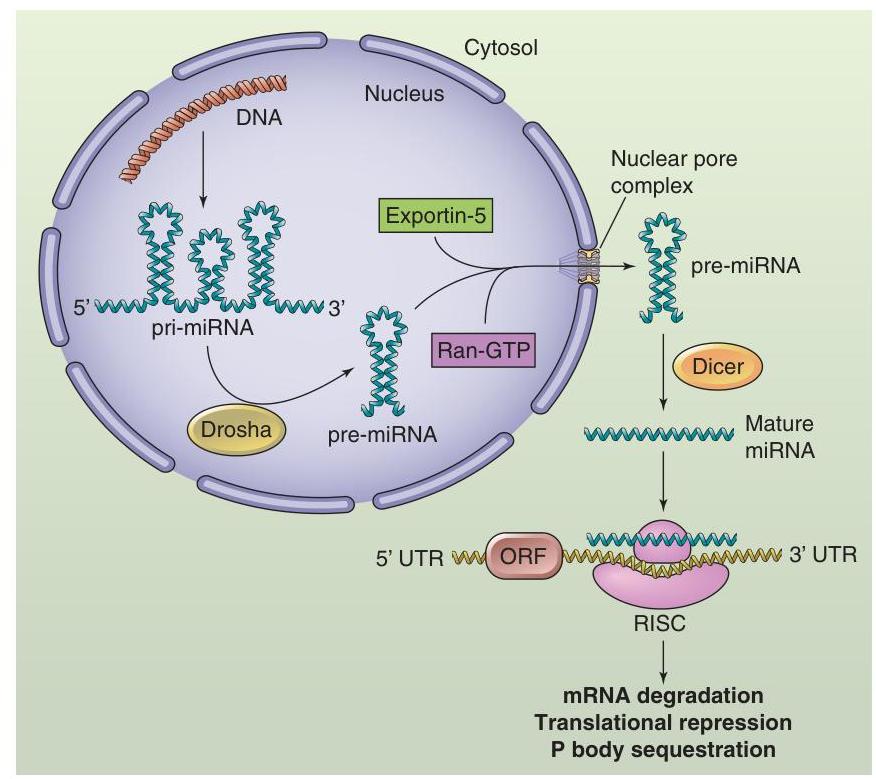 Cytosol
Nucleus
DNA
Nuclear pore
complex
Exportin-5
pre-miRNA
5’
3’
pri-miRNA
Ran-GTP
Dicer
Drosha
pre-miRNA
Mature
miRNA
5’ UTR
ORF
3’ UTR
RISC
mRNA degradation
Translational repression
P body sequestration